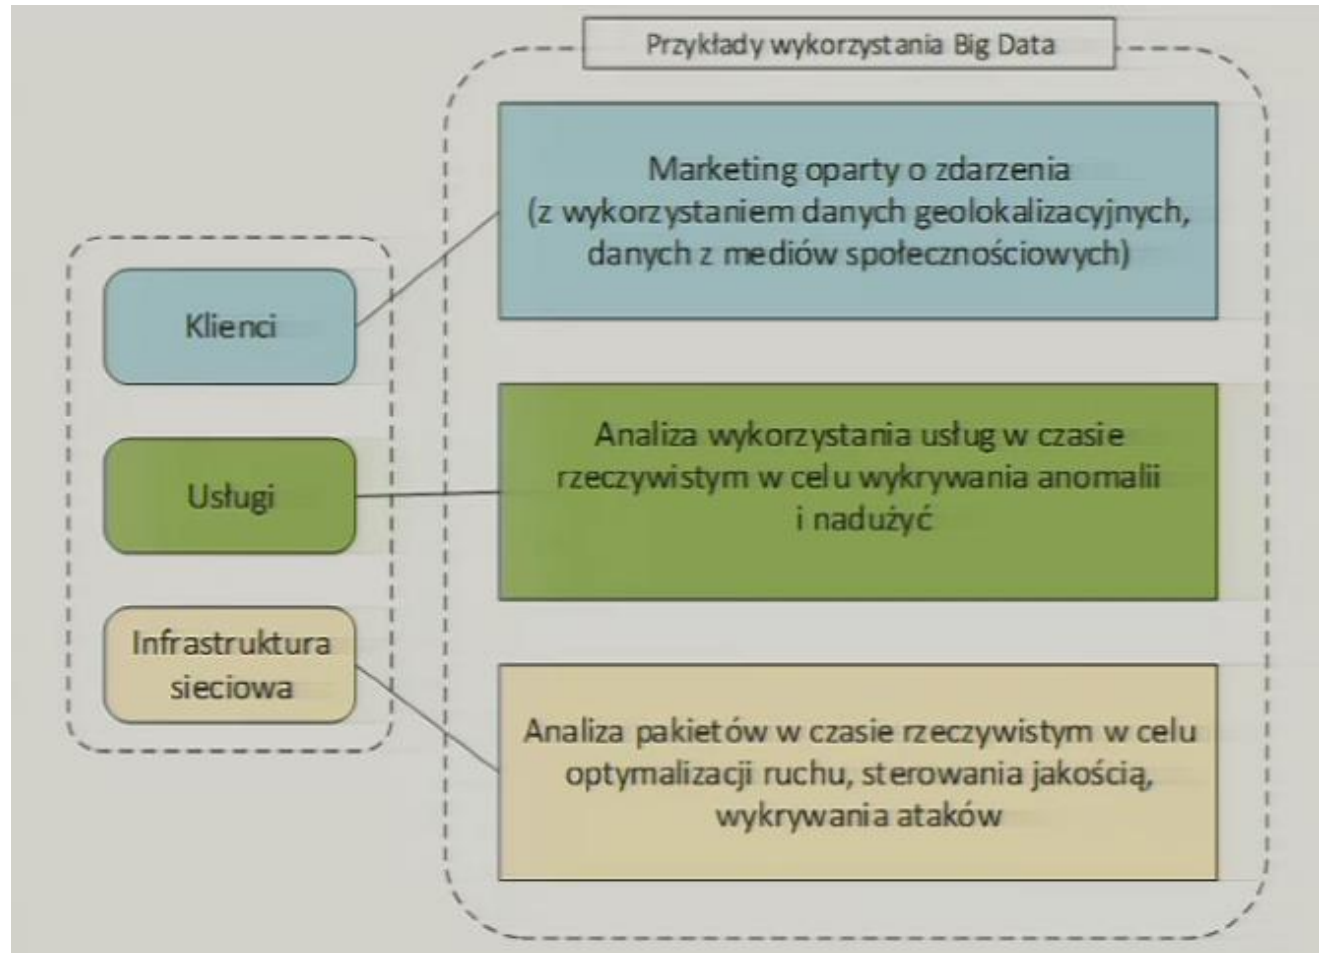 Przykłady wykorzystania Big Data
Marketing oparty o zdarzenia
(z wykorzystaniem danych geolokalizacyjnych,
danych z mediów społecznościowych)
Klienci
Analiza wykorzystania usług w czasie
rzeczywistym w celu wykrywania anomalii
i nadużyć
Usługi
Infrastruktura
sieciowa
Analiza pakietów w czasie rzeczywistym w celu
optymalizacji ruchu, sterowania jakością,
wykrywania ataków